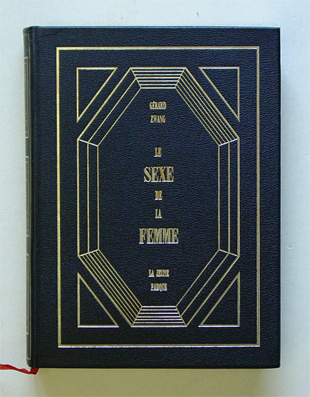 GÉRARD
ZWANG
LE
SEXE
DE
LA
FEMME
LA JEUNE
PARQUE